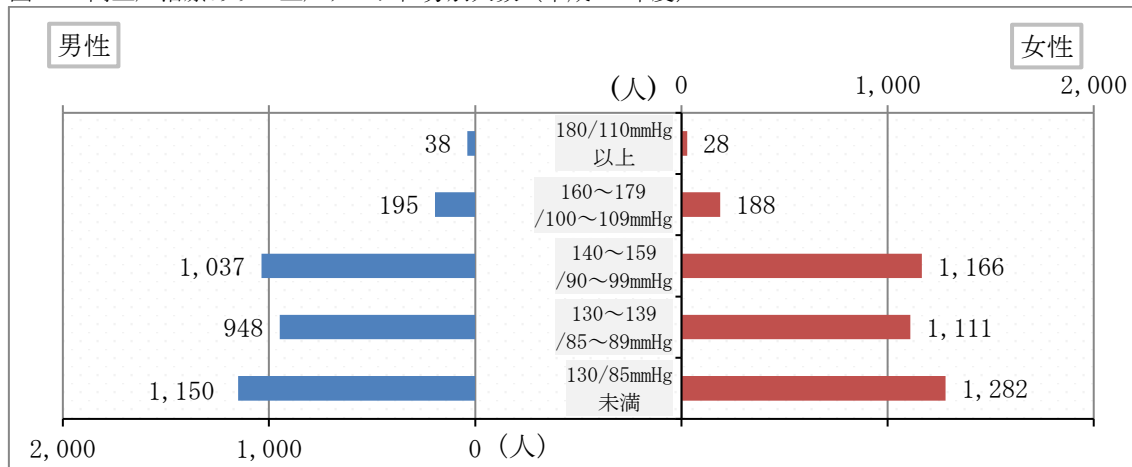 男性
女性
(人) 0 1,000 2,000
38 180/110mmHg 28
以上
195 160～179 188
/100～109mmHg
1,037 140～159 1,166
/90～99mmHg
948 130～139 1,111
/85～89mmHg
1,150 130/85mmHg 1,282
未満
2,000 1,000 0 (人)